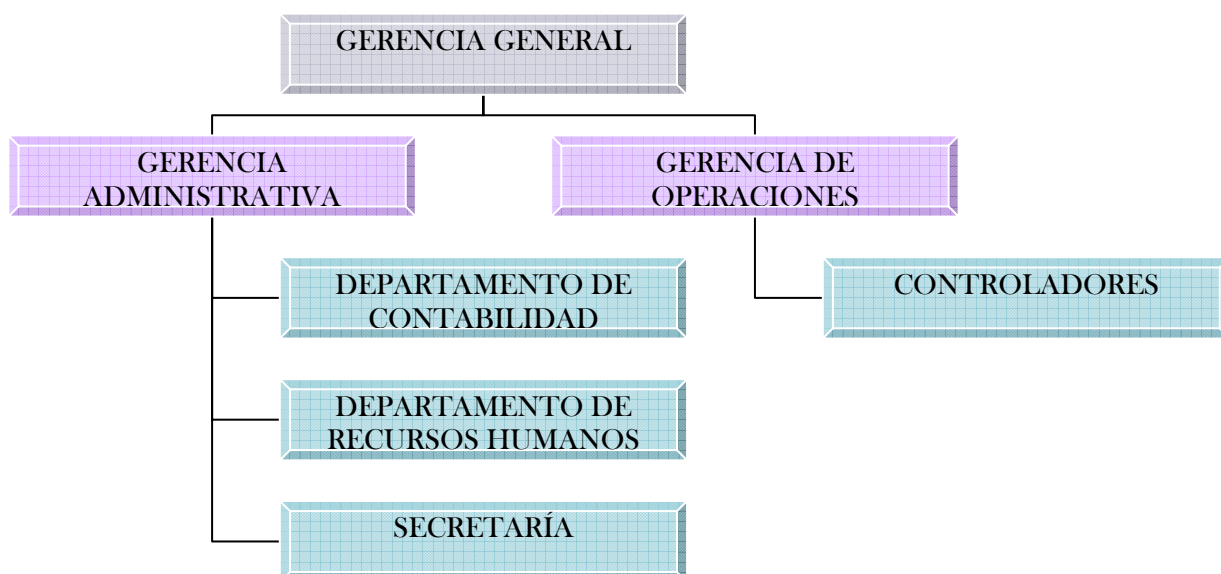 GERENCIA GENERAL
GERENCIA
ADMINISTRATIVA
GERENCIA DE
OPERACIONES
DEPARTAMENTO DE
CONTABILIDAD
CONTROLADORES
DEPARTAMENTO DE
RECURSOS HUMANOS
SECRETARÍA